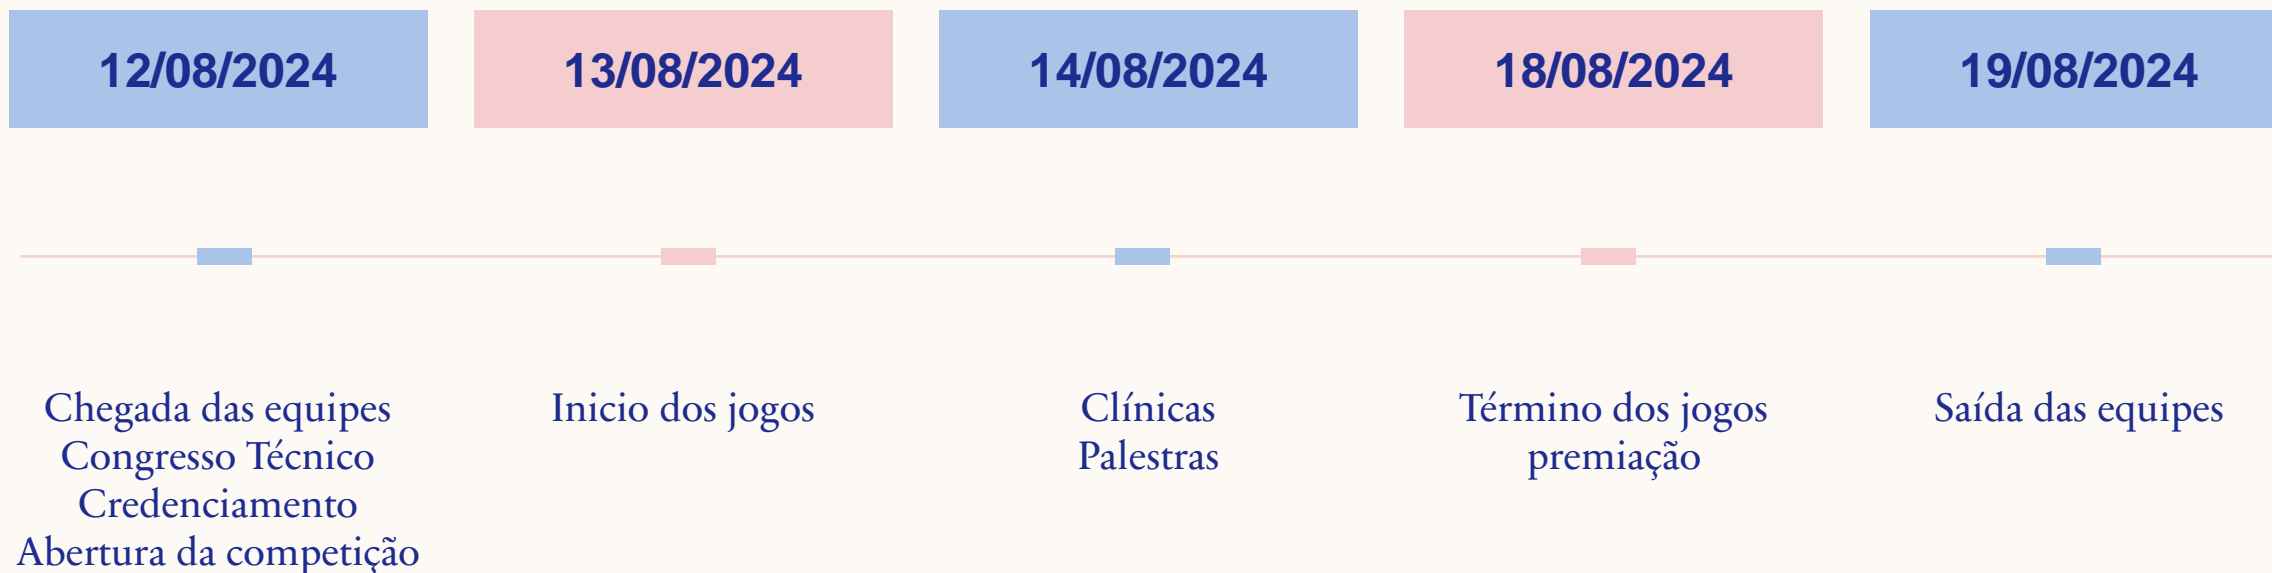 12/08/2024
13/08/2024
14/08/2024
18/08/2024
19/08/2024
Chegada das equipes
Congresso Técnico
Credenciamento
Abertura da competição
Inicio dos jogos
Clínicas
Palestras
Término dos jogos
premiação
Saída das equipes